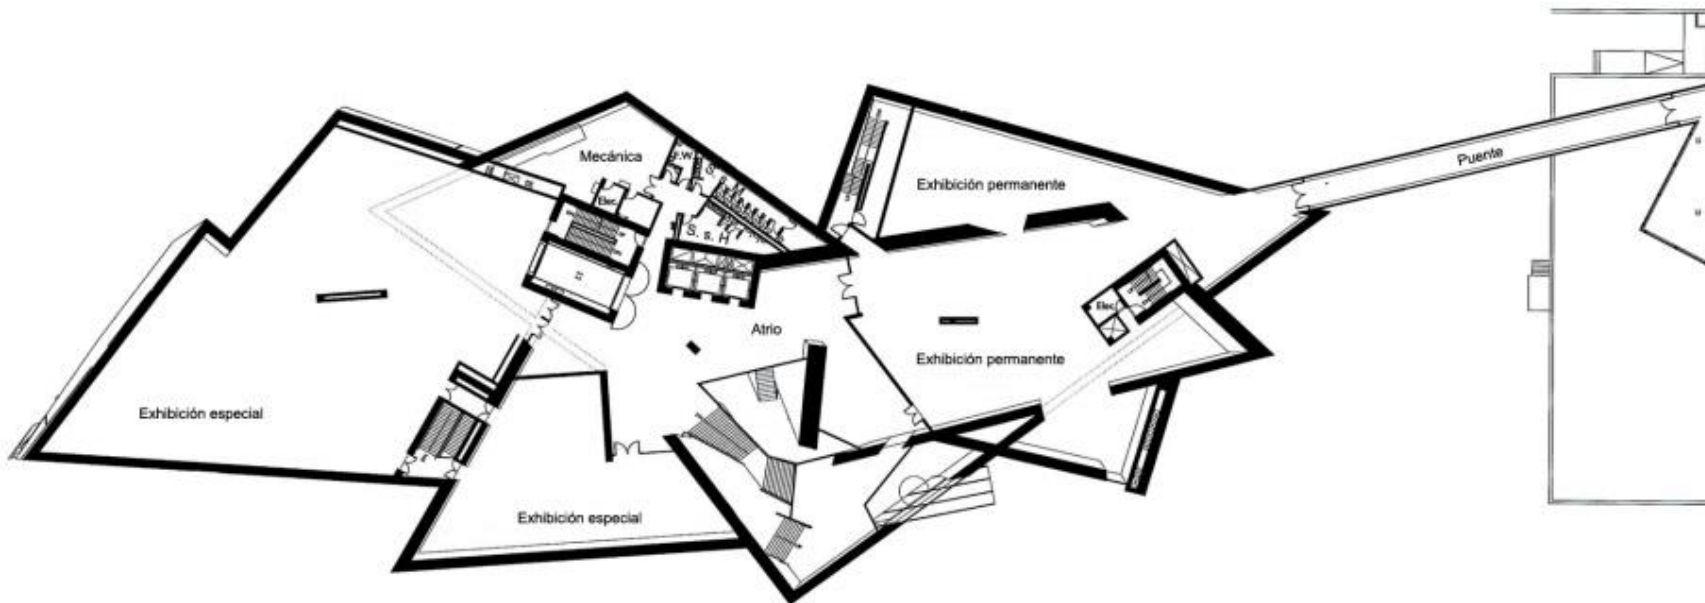 Mecánica
Elec.
S. s. H
Exhibición permanente
Puente
Elec.
Atrio
Exhibición permanente
Exhibición especial
Exhibición especial